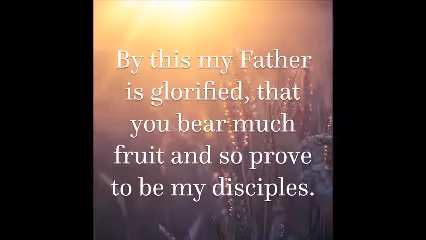 By this my Father
is glorified, that
you bear much
fruit and so prove
to be my disciples.